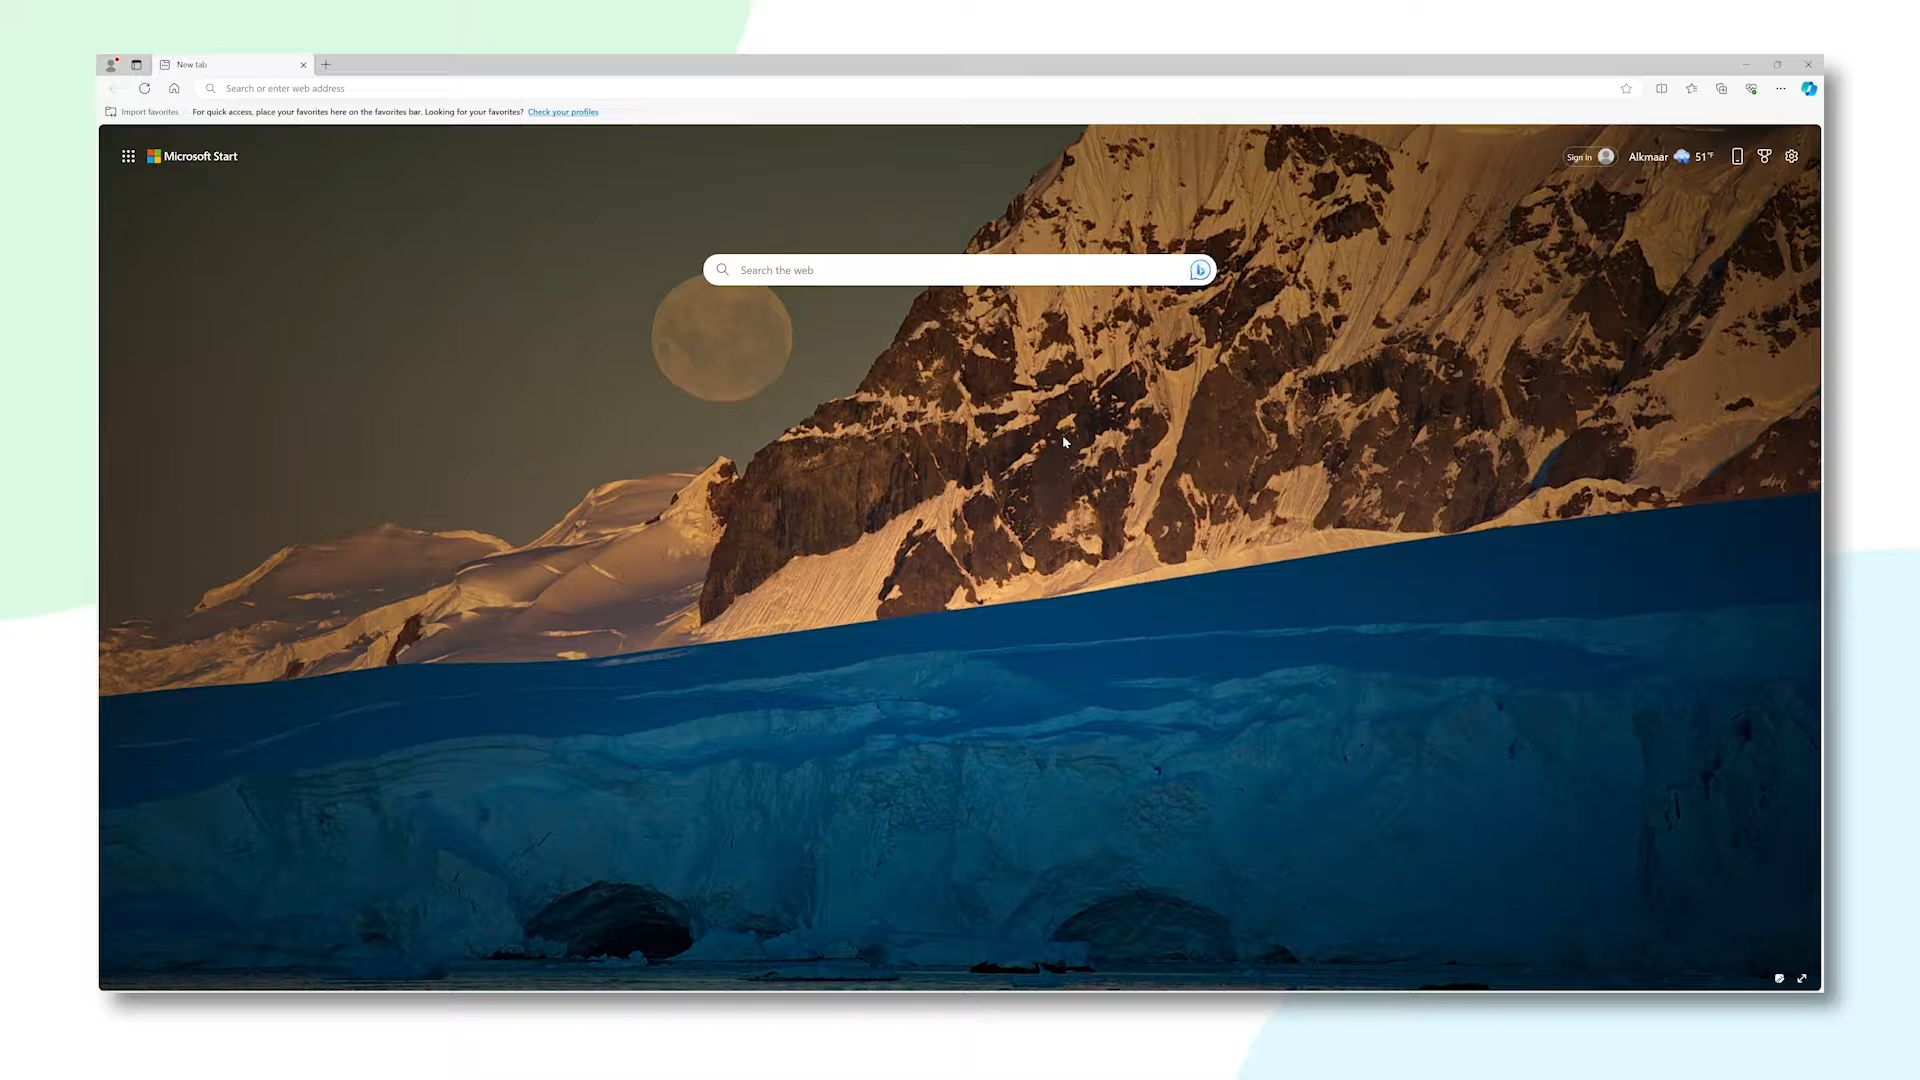 New tab
Search or enter web address
Import favorites For quick access, place your favorites here on the favorites bar. Looking for your favorites? Check your profiles
Microsoft Start
Sign in
Alkmaar 51°F
Search the web
b